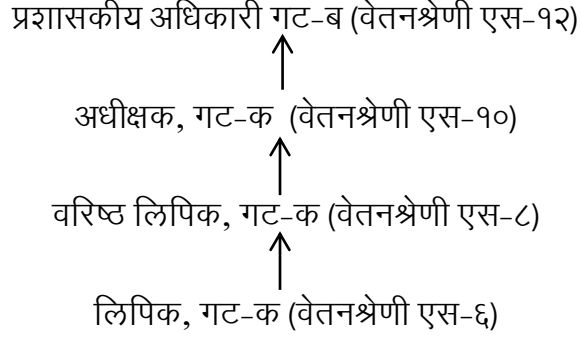 प्रशासकीय अधिकारी गट-ब (वेतनश्रेणी एस-१२)
अधीक्षक, गट-क (वेतनश्रेणी एस-१०)
वरिष्ठ लिपिक, गट-क (वेतनश्रेणी एस-८)
लिपिक, गट-क (वेतनश्रेणी एस-६)